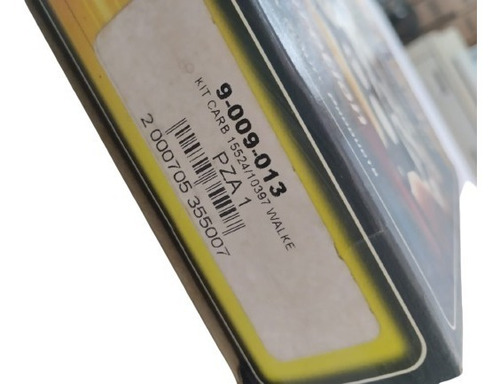 9-009-013
KIT CARB 15524/10397 WALKE
PZA 1
2 000705 355007